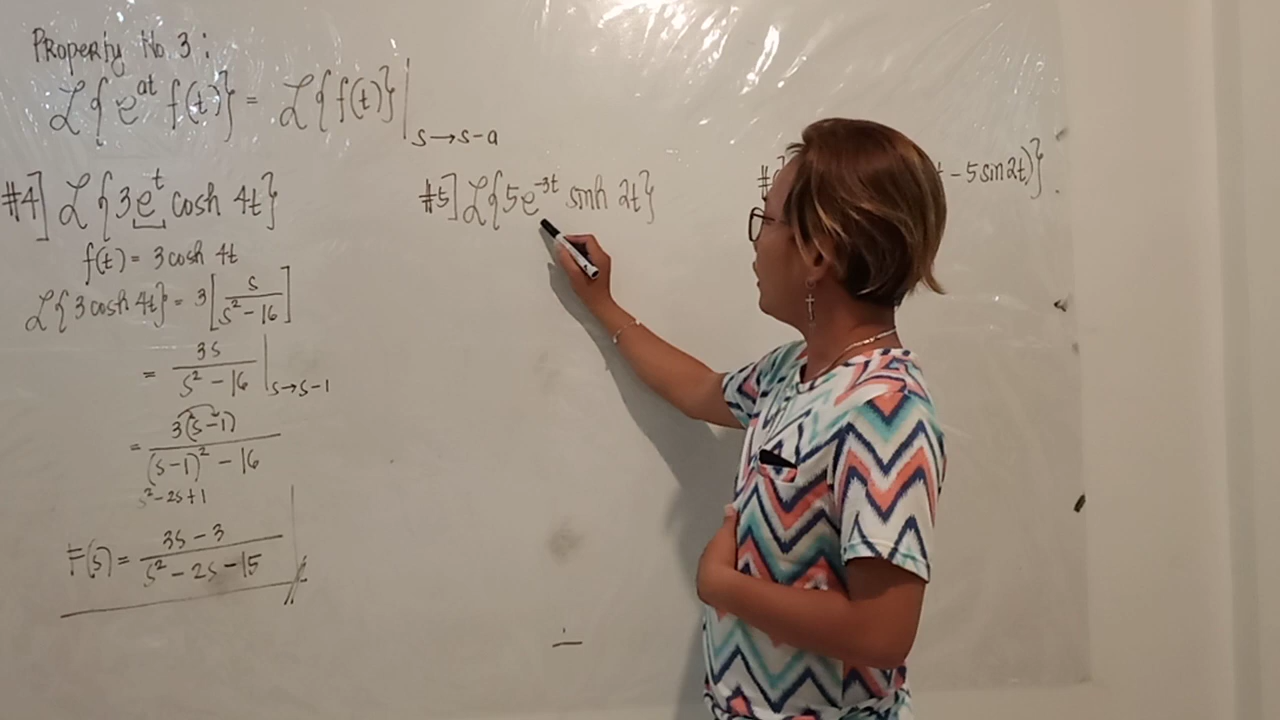 Property No. 3:
ℒ{e^at f(t)} = ℒ{f(t)}|s→s-a
#4] ℒ{3e^t cosh 4t}
f(t) = 3 cosh 4t
ℒ{3 cosh 4t} = 3[s/(s² - 16)]
= 3s/(s² - 16)|s→s-1
= 3(s-1)/((s-1)² - 16)
s² - 2s + 1
F(s) = (3s - 3)/(s² - 2s - 15)
#5] ℒ{5e^-3t sinh 2t}
t - 5 sin 2t)}